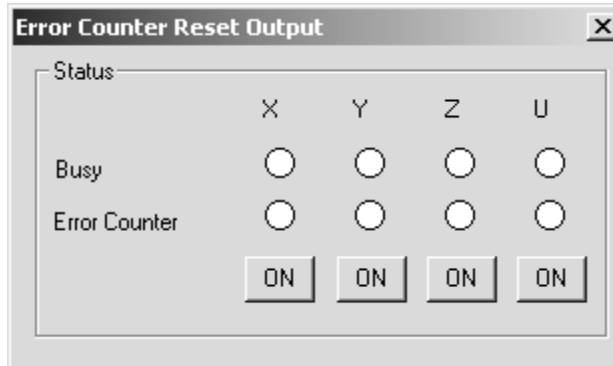 Error Counter Reset Output
Status
X Y Z U
Busy
Error Counter
ON ON ON ON